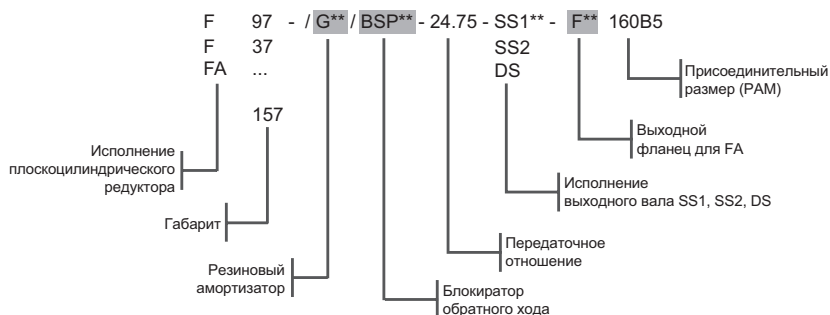 F 97 - / G** / BSP** - 24.75 - SS1** - F** 160B5
F 37 SS2
FA ... DS
157
Присоединительный
размер (PAM)
Выходной
фланец для FA
Исполнение
плоскоцилиндрического
редуктора
Исполнение
выходного вала SS1, SS2, DS
Габарит
Передаточное
отношение
Резиновый
амортизатор
Блокиратор
обратного хода